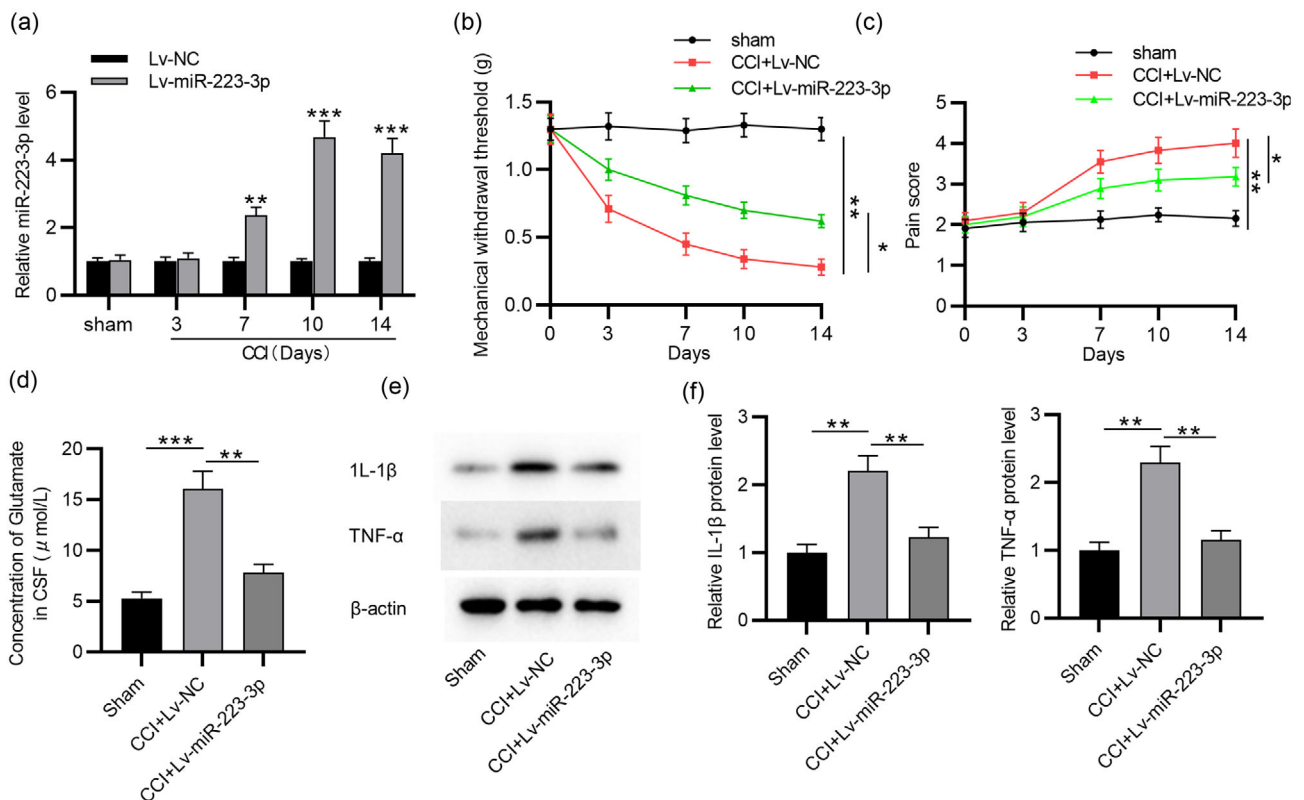 (a)
Lv-NC
Lv-miR-223-3p
Relative miR-223-3p level
6
4
2
0
**
***
***
sham
3
7
10
14
CCI(Days)
(b)
sham
CCI+Lv-NC
CCI+Lv-miR-223-3p
Mechanical withdrawal threshold (g)
1.5
1.0
0.5
0.0
0
3
7
10
14
Days
**
*
(c)
sham
CCI+Lv-NC
CCI+Lv-miR-223-3p
Pain score
5
4
3
2
0
0
3
7
10
14
Days
*
**
(d)
Concentration of Glutamate
in CSF (μmol/L)
20
15
10
5
0
***
**
Sham
CCI+Lv-NC
CCI+Lv-miR-223-3p
(e)
1L-1β
TNF-α
β-actin
Sham
CCI+Lv-NC
CCI+Lv-miR-223-3p
(f)
Relative IL-1β protein level
3
2
1
0
**
**
Sham
CCI+Lv-NC
CCI+Lv-miR-223-3p
Relative TNF-α protein level
3
2
1
0
**
**
Sham
CCI+Lv-NC
CCI+Lv-miR-223-3p